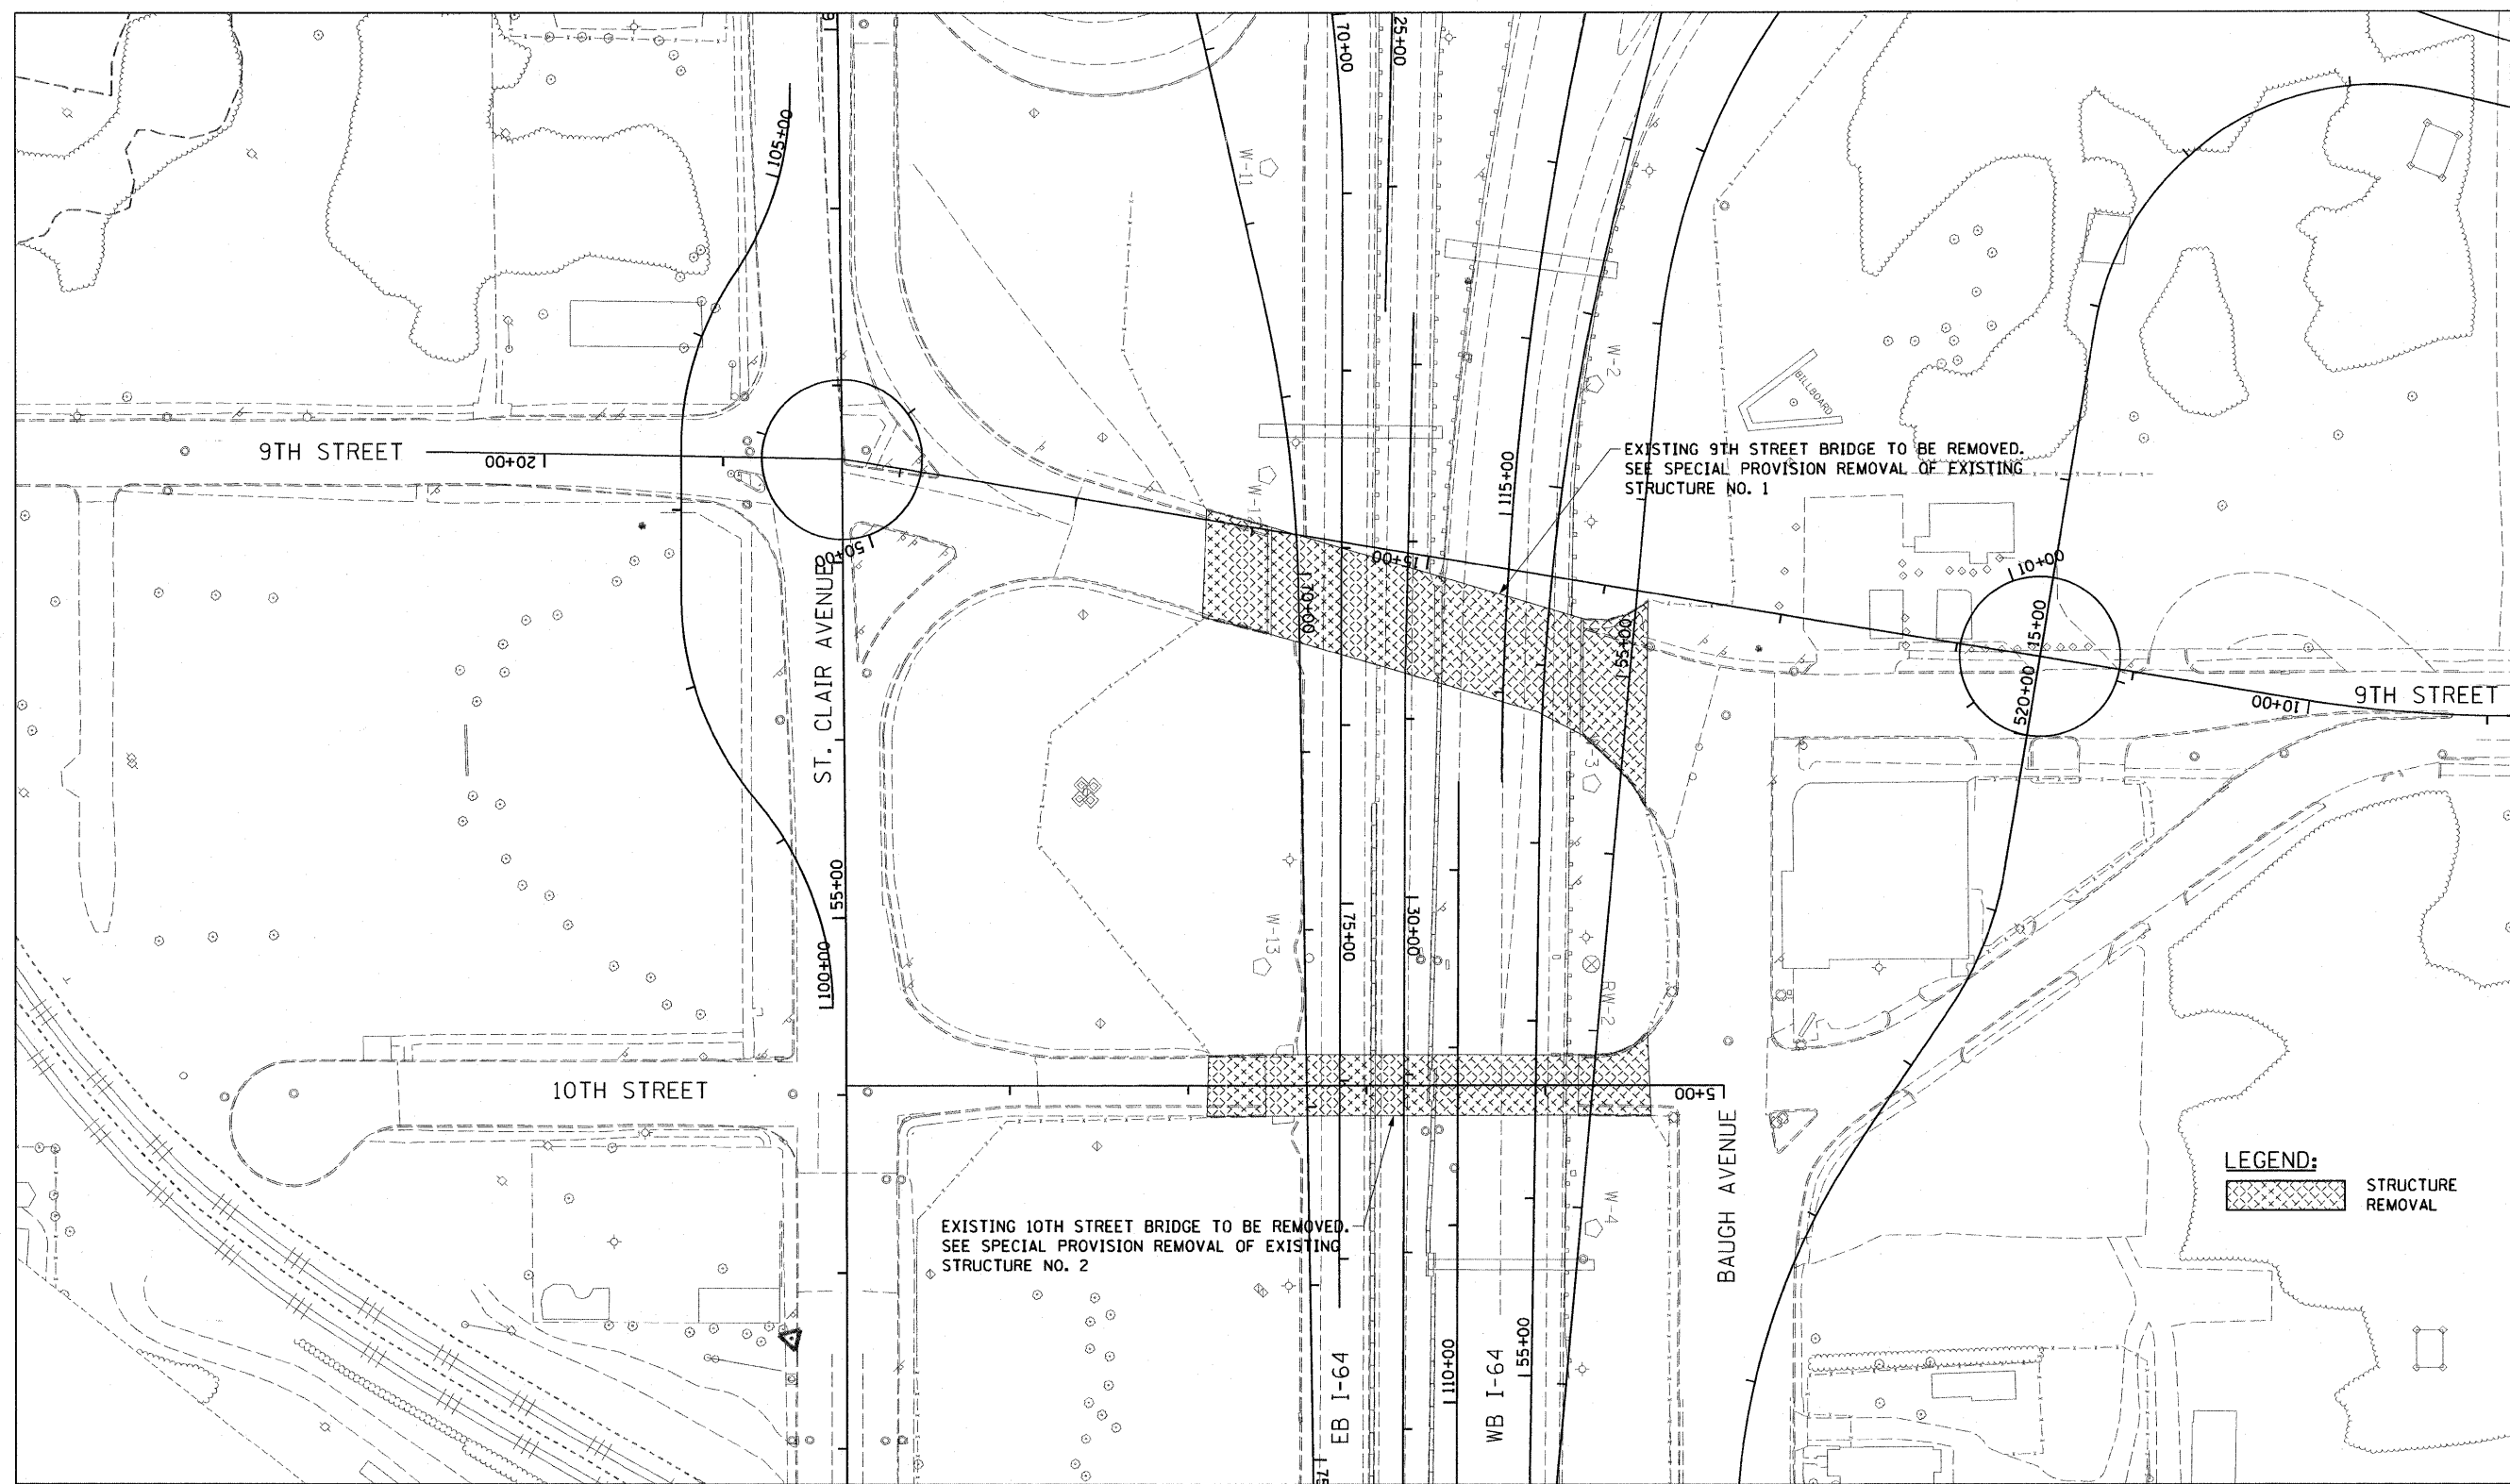 70+00
25+00
105+00
W-11
W-2
BILLBOARD
9TH STREET
20+00
115+00
EXISTING 9TH STREET BRIDGE TO BE REMOVED.
SEE SPECIAL PROVISION REMOVAL OF EXISTING
STRUCTURE NO. 1
50+00
15+00
10+00
110+00
ST. CLAIR AVENUE
55+00
15+00
520+00
10+00
9TH STREET
55+00
75+00
30+00
W-13
100+00
RW-2
10TH STREET
5+00
BAUGH AVENUE
LEGEND:
STRUCTURE
REMOVAL
W-4
EXISTING 10TH STREET BRIDGE TO BE REMOVED.
SEE SPECIAL PROVISION REMOVAL OF EXISTING
STRUCTURE NO. 2
EB I-64
110+00
WB I-64
55+00